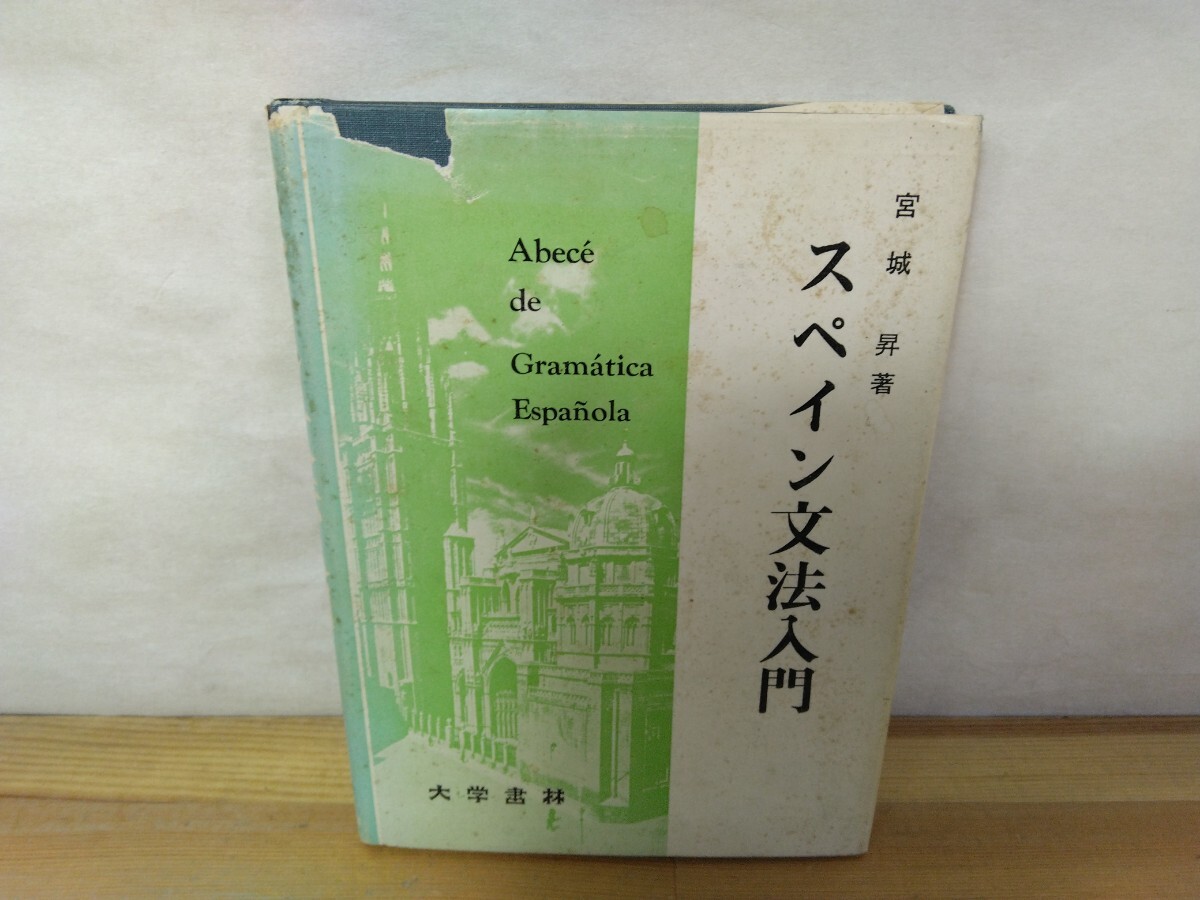 宮城 昇著
スペイン文法入門
Abecé
de
Gramática
Española
大学書林